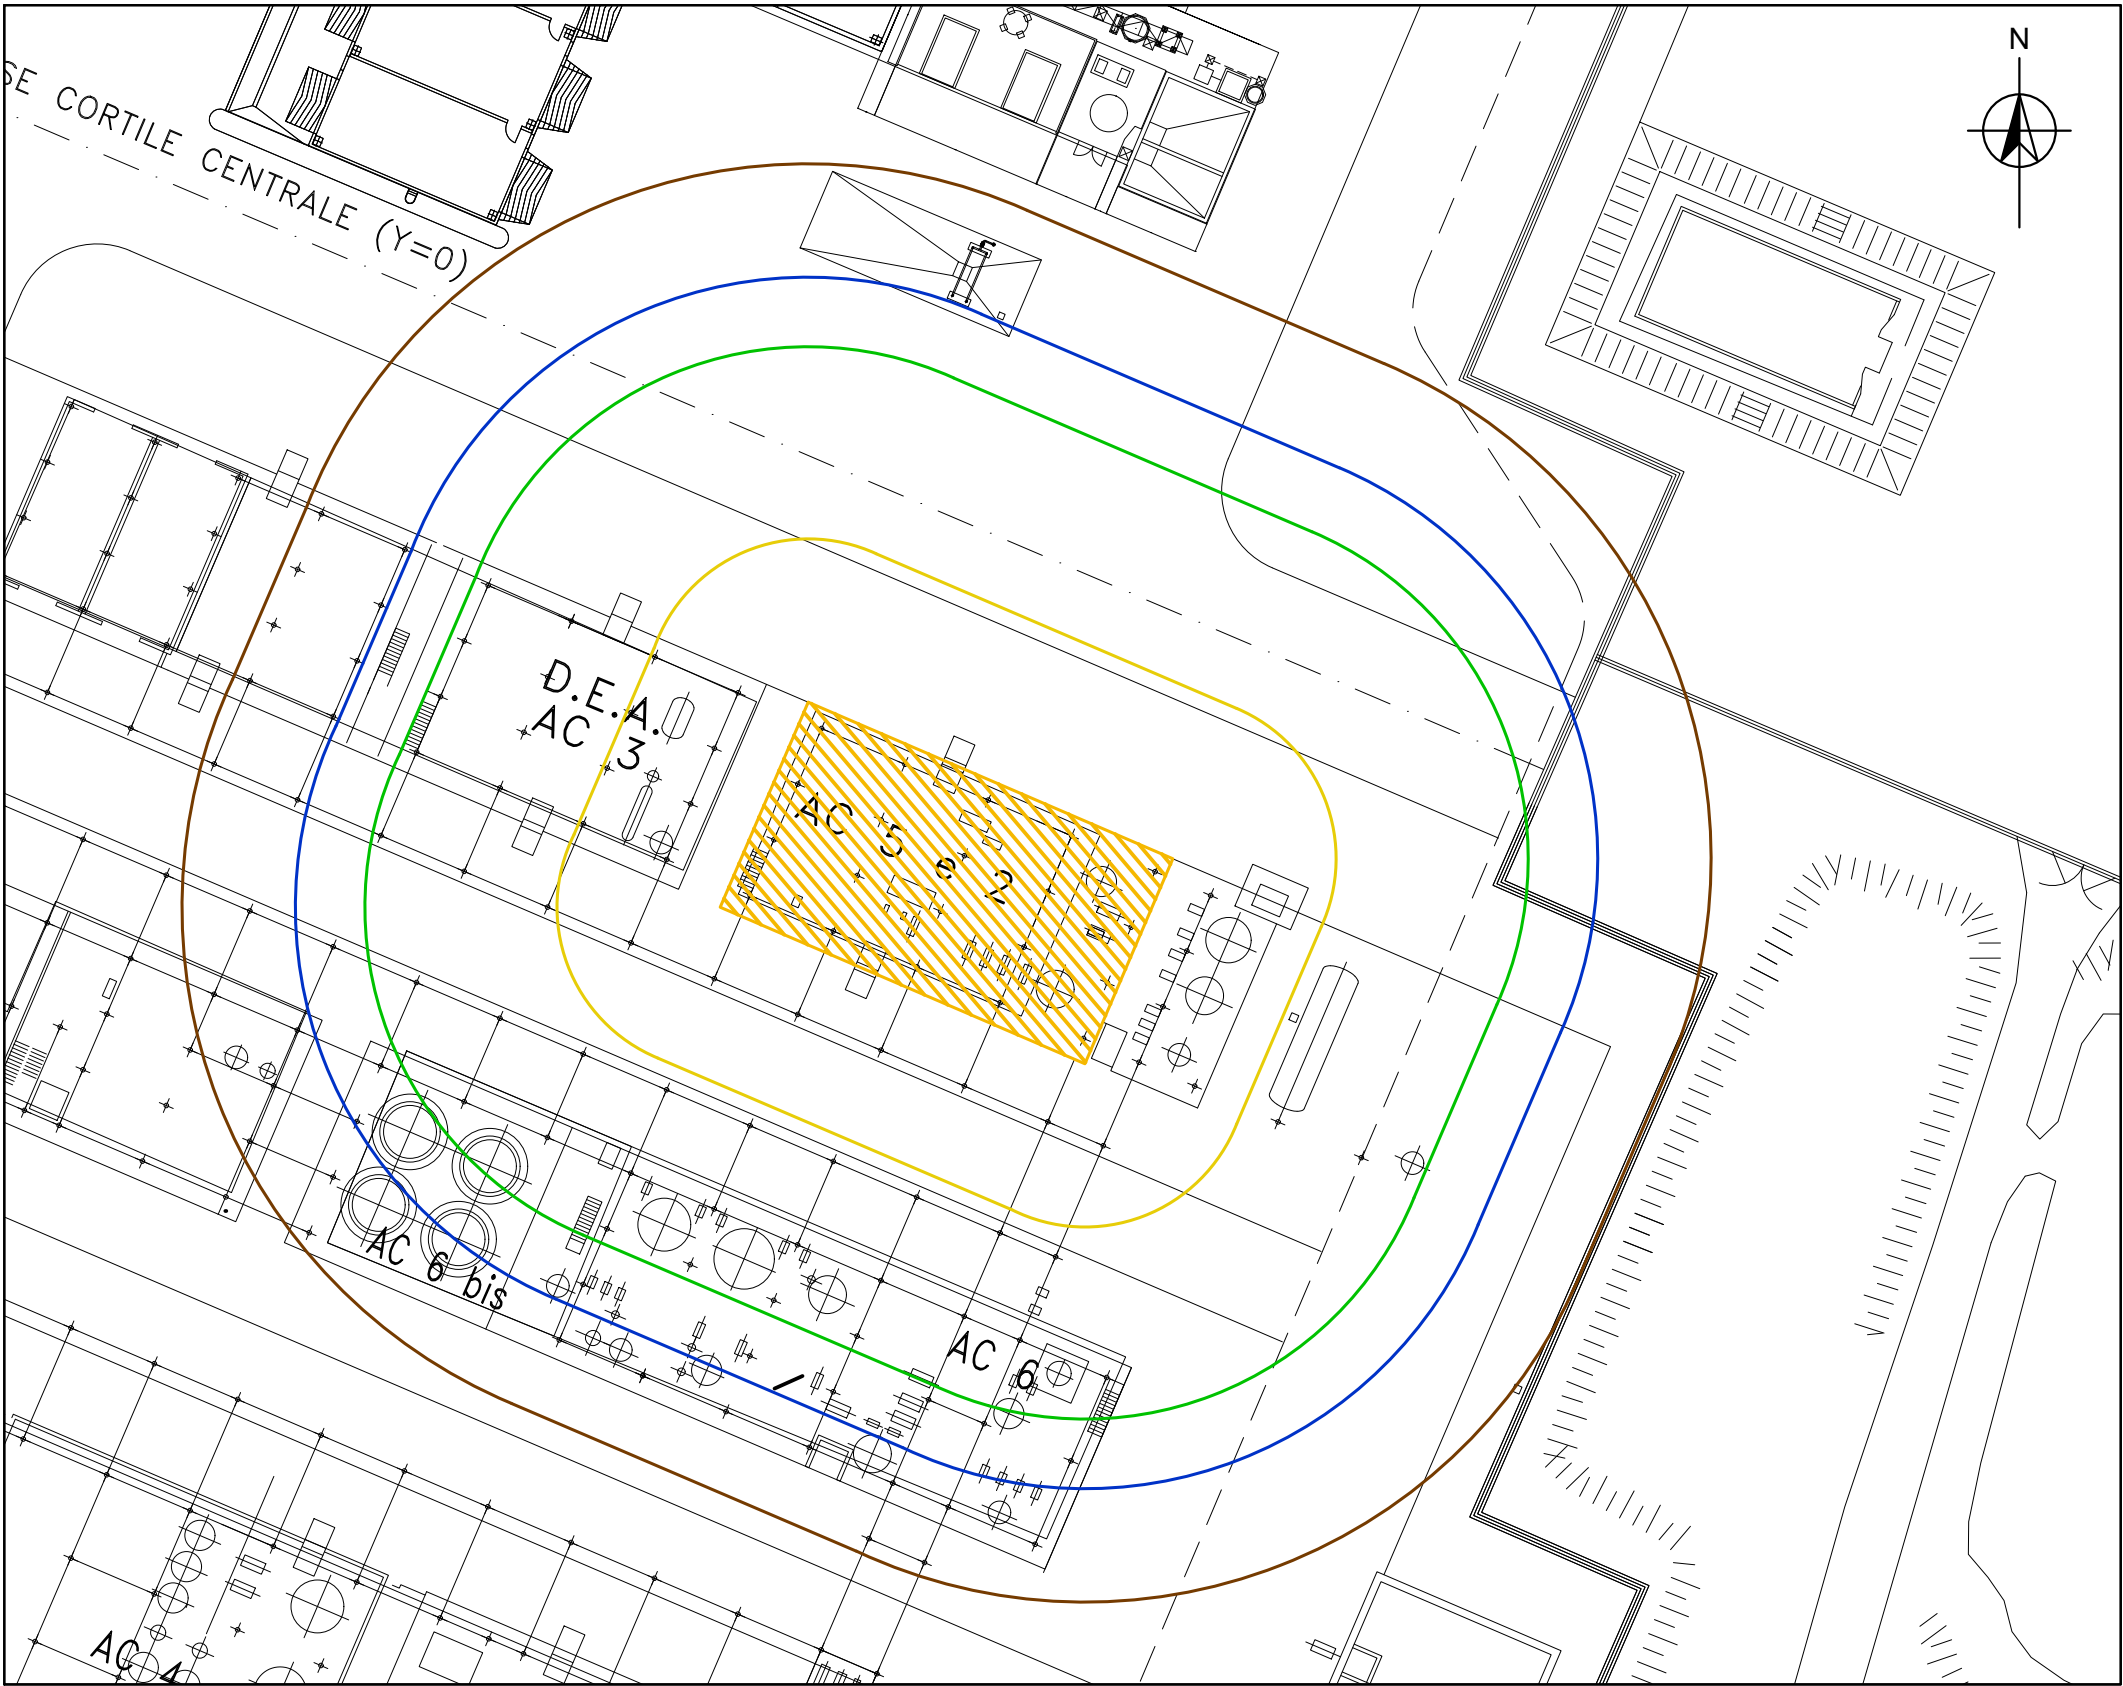 N
SE CORTILE CENTRALE (Y=0)
D.E.A.
AC 3
AC 5 e 2
AC 6 bis
AC 6
AC 4